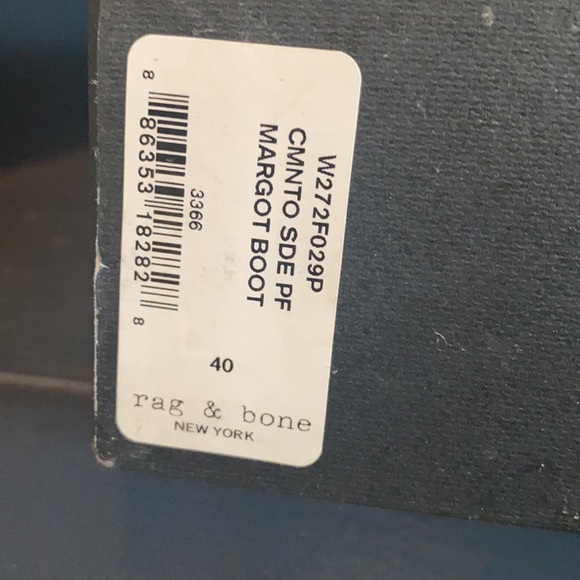 W272F029P
CMNTO SDE PF
MARGOT BOOT
3366
8 86353 18282 8
40
rag & bone
NEW YORK